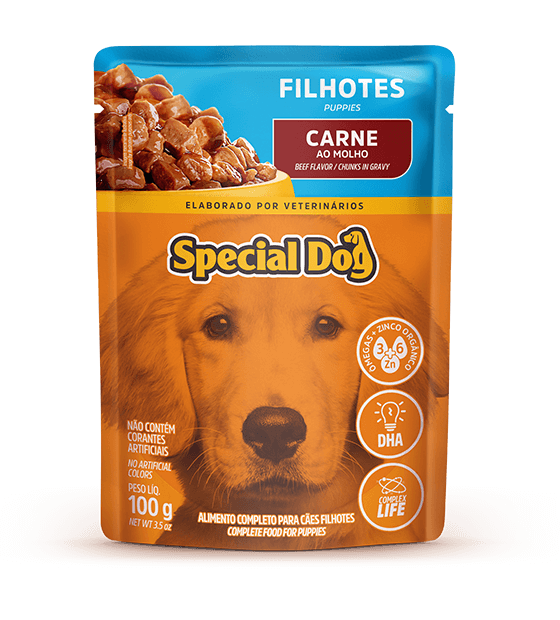 FILHOTES
PUPPIES
CARNE
AO MOLHO
BEEF FLAVOR / CHUNKS IN GRAVY
ELABORADO POR VETERINÁRIOS
Special Dog
OMEGAS + ZINCO ORGÂNICO
3 + 6
Zn
DHA
COMPLEX
LIFE
NÃO CONTÉM
CORANTES
ARTIFICIAIS
NO ARTIFICIAL
COLORS
PESO LÍQ.
100 g
NET WT 3.5 oz
ALIMENTO COMPLETO PARA CÃES FILHOTES
COMPLETE FOOD FOR PUPPIES